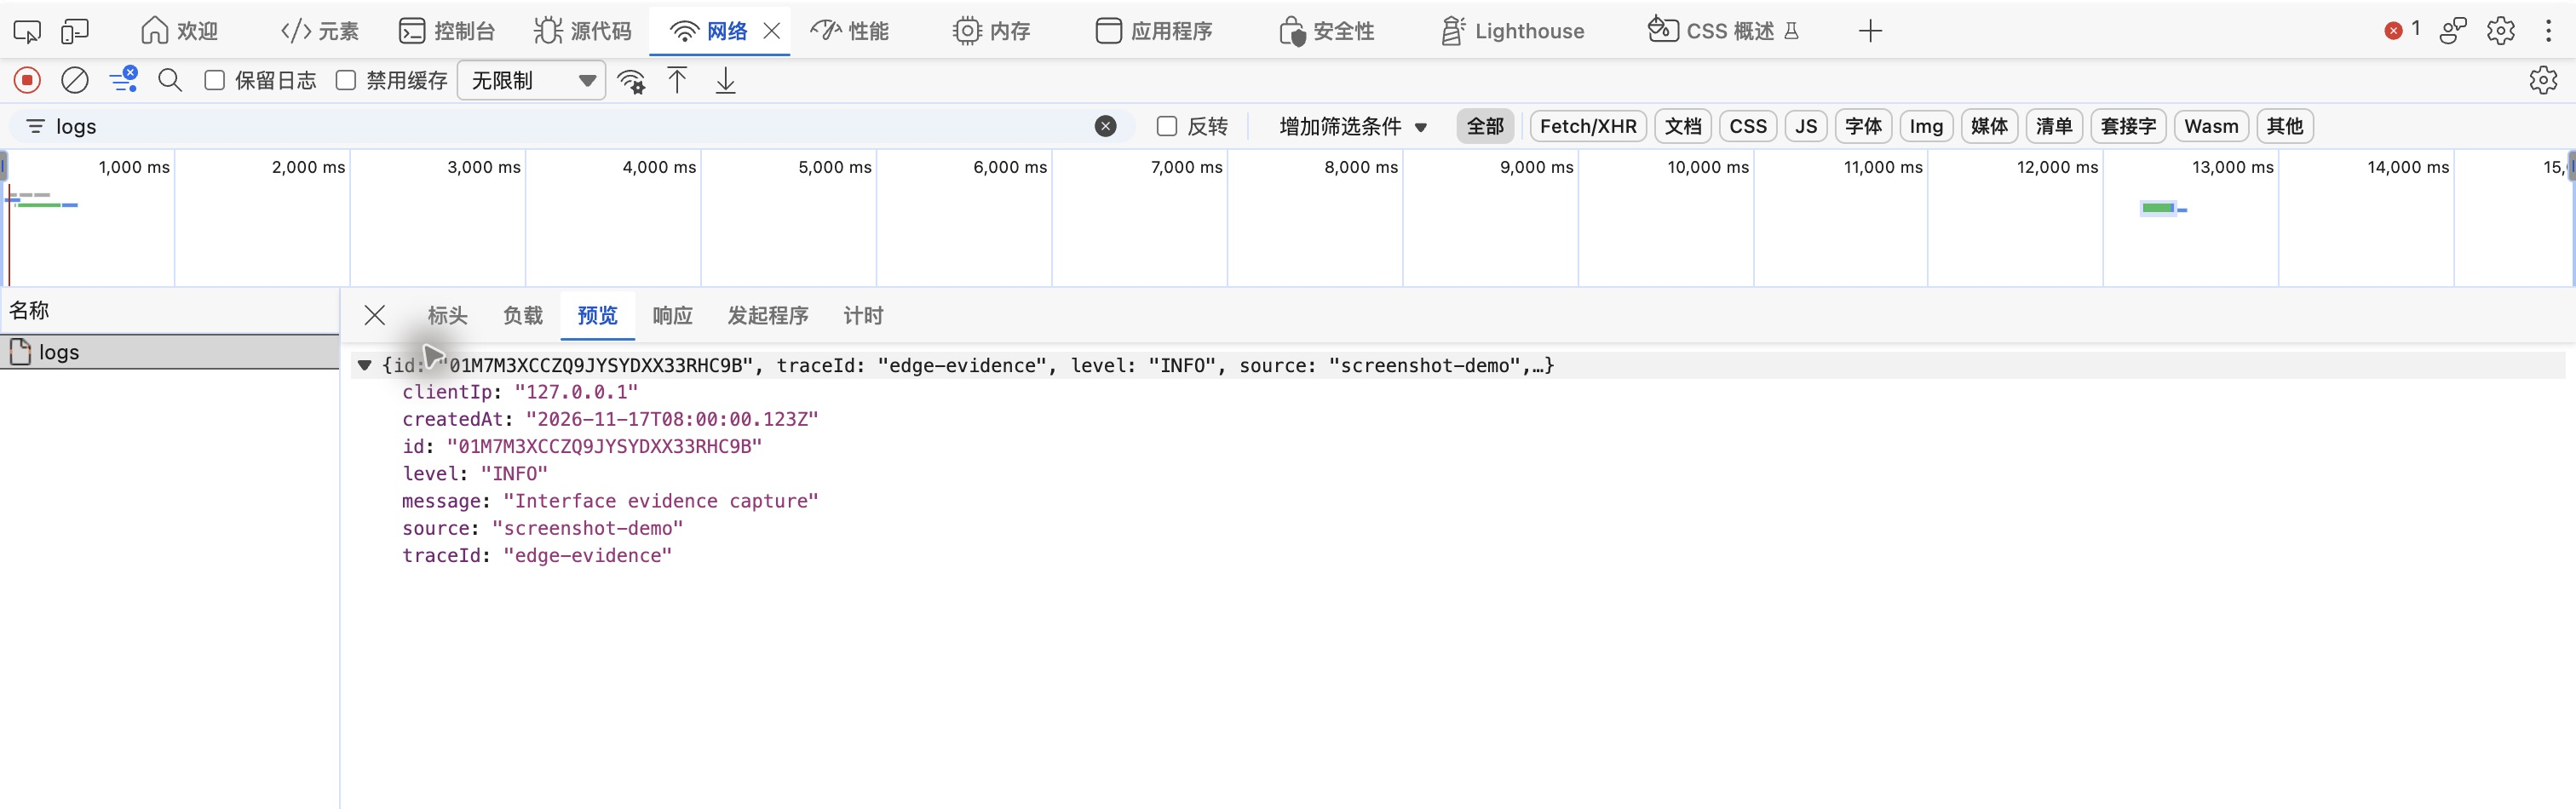 欢迎 元素 控制台 源代码 网络 性能 内存 应用程序 安全性 Lighthouse CSS 概述 1
保留日志 禁用缓存 无限制
logs 反转 增加筛选条件 全部 Fetch/XHR 文档 CSS JS 字体 Img 媒体 清单 套接字 Wasm 其他
1,000 ms 2,000 ms 3,000 ms 4,000 ms 5,000 ms 6,000 ms 7,000 ms 8,000 ms 9,000 ms 10,000 ms 11,000 ms 12,000 ms 13,000 ms 14,000 ms 15,
名称 标头 负载 预览 响应 发起程序 计时
logs
{id: "01M7M3XCCZQ9JYSYDXX33RHC9B", traceId: "edge-evidence", level: "INFO", source: "screenshot-demo",…}
clientIp: "127.0.0.1"
createdAt: "2026-11-17T08:00:00.123Z"
id: "01M7M3XCCZQ9JYSYDXX33RHC9B"
level: "INFO"
message: "Interface evidence capture"
source: "screenshot-demo"
traceId: "edge-evidence"